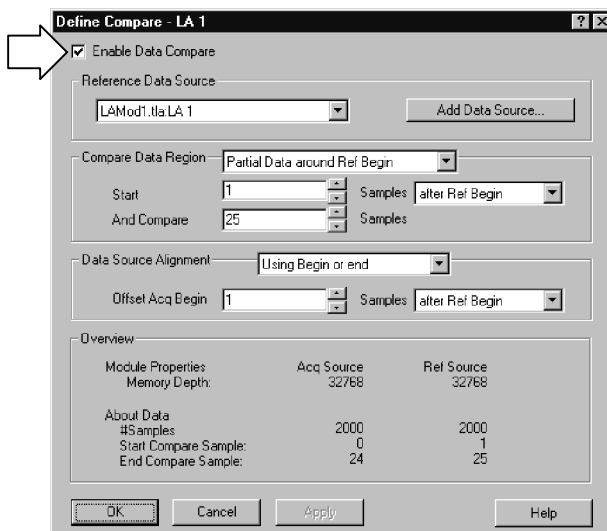 Define Compare - LA 1
Enable Data Compare
Reference Data Source
LAMod1.tla:LA 1
Add Data Source...
Compare Data Region
Partial Data around Ref Begin
Start 1 Samples after Ref Begin
And Compare 25 Samples
Data Source Alignment
Using Begin or end
Offset Acq Begin 1 Samples after Ref Begin
Overview
Module Properties Acq Source Ref Source
Memory Depth: 32768 32768
About Data
#Samples 2000 2000
Start Compare Sample: 0 1
End Compare Sample: 24 25
OK Cancel Apply Help